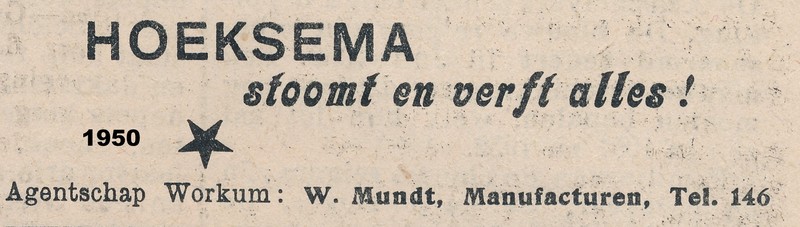 HOEKSEMA
stoomt en verft alles!
1950
Agentschap Workum: W. Mundt, Manufacturen, Tel. 146